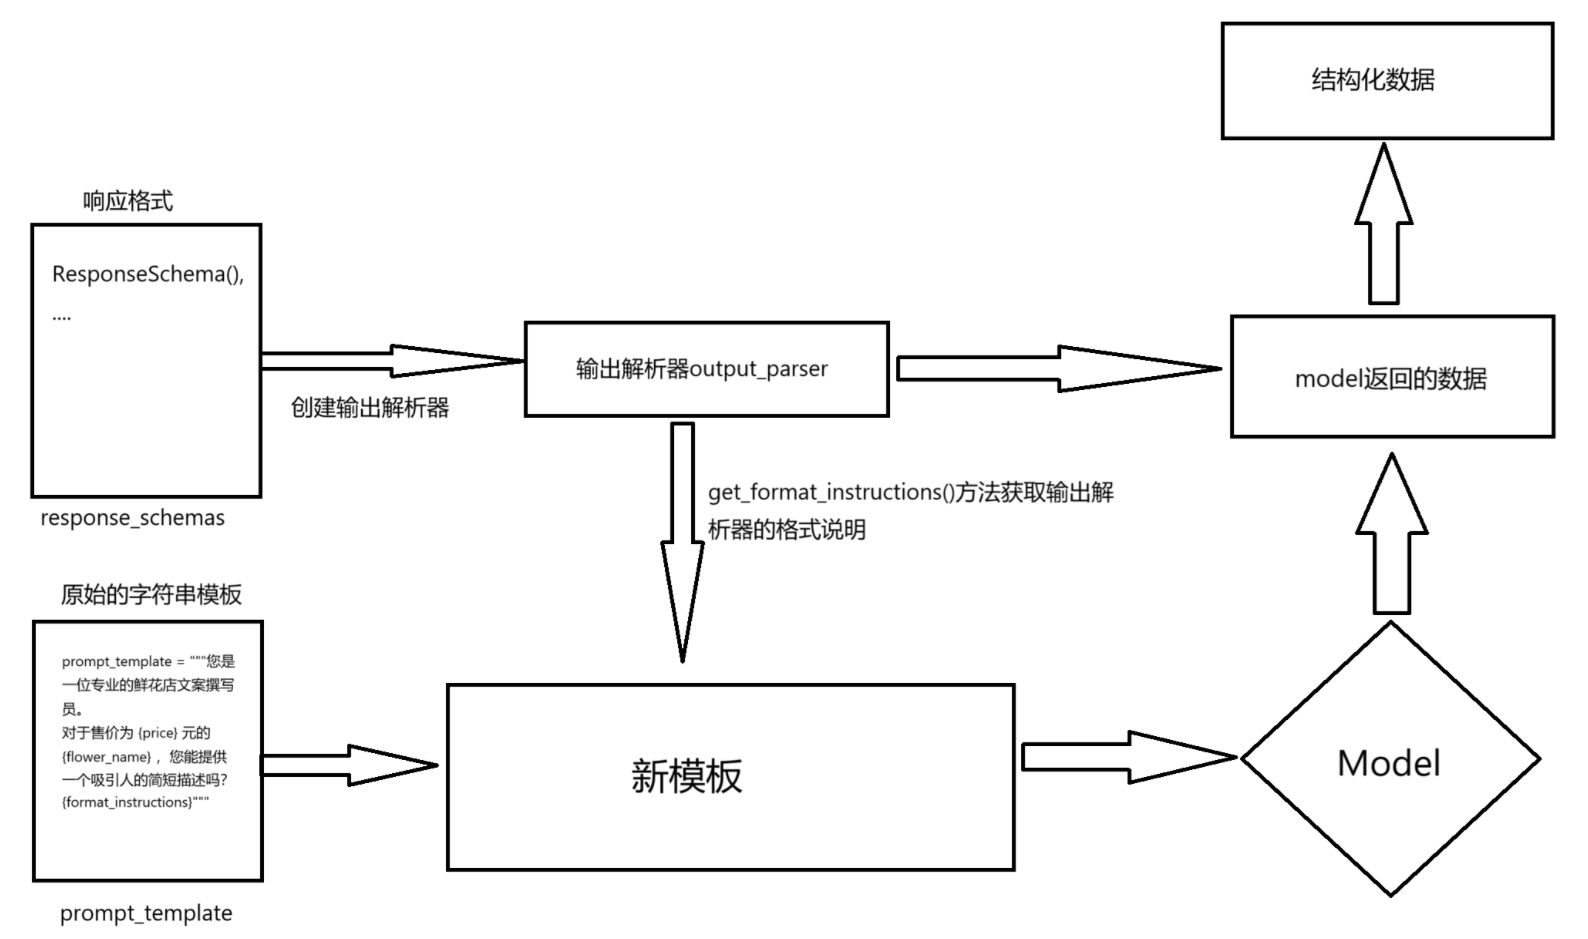 结构化数据
响应格式
ResponseSchema(),
....
输出解析器output_parser
model返回的数据
创建输出解析器
get_format_instructions()方法获取输出解
析器的格式说明
response_schemas
原始的字符串模板
prompt_template = """您是
一位专业的鲜花店文案撰写
员。
对于售价为 {price} 元的
{flower_name} ，您能提供
一个吸引人的简短描述吗?
{format_instructions}"""
新模板
Model
prompt_template